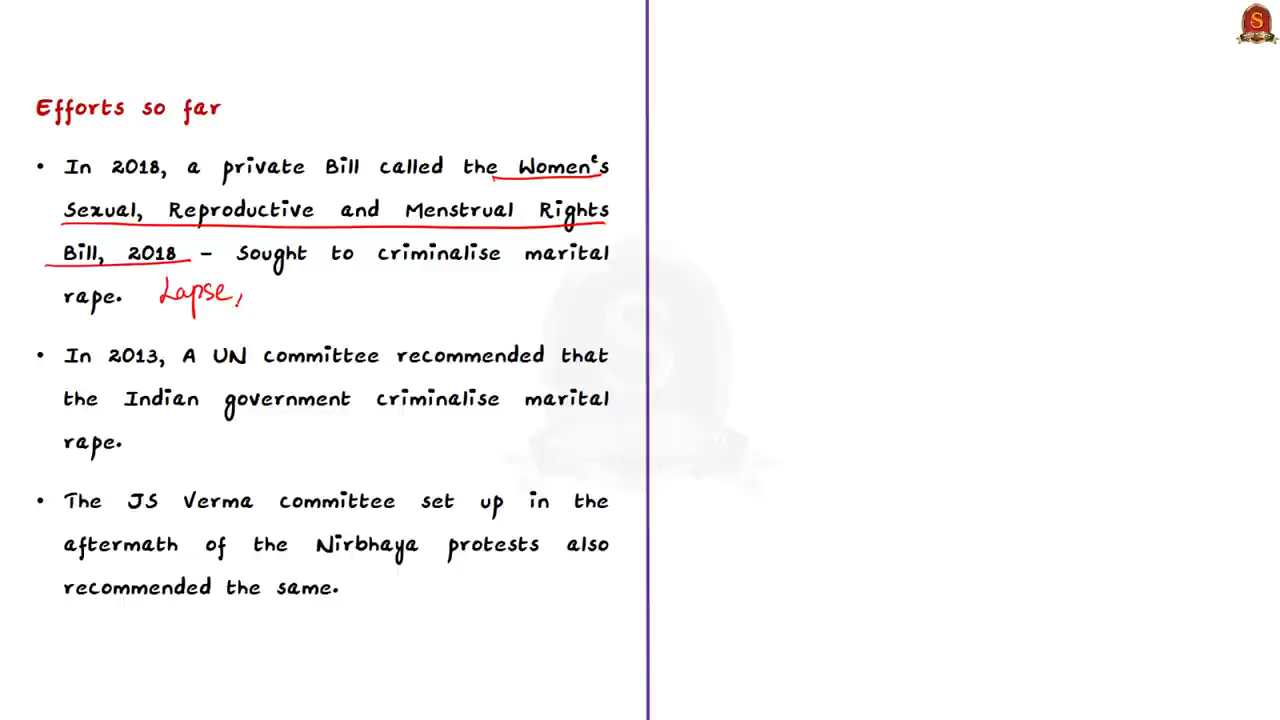 Efforts so far
• In 2018, a private Bill called the Women's
Sexual, Reproductive and Menstrual Rights
Bill, 2018 – Sought to criminalise marital
rape. Lapse,
• In 2013, A UN committee recommended that
the Indian government criminalise marital
rape.
• The JS Verma committee set up in the
aftermath of the Nirbhaya protests also
recommended the same.
S